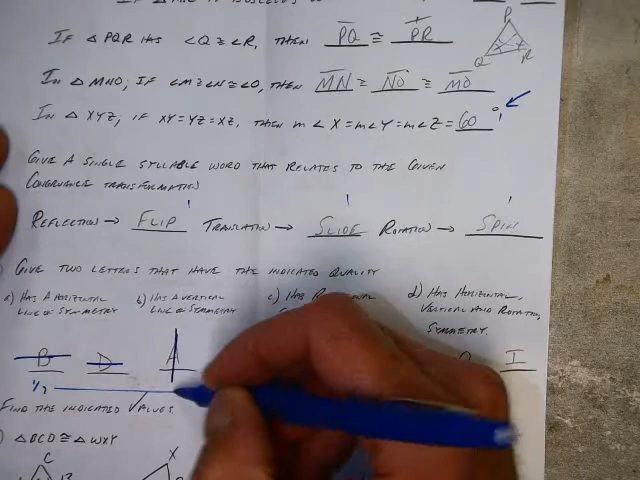 IF △PQR HAS ∠Q ≅ ∠R, THEN PQ ≅ PR
P
Q R
IN △MNO, IF ∠M ≅ ∠N ≅ ∠O, THEN MN ≅ NO ≅ MO
IN △XYZ, IF XY = YZ = XZ, THEN m∠X = m∠Y = m∠Z = 60°
GIVE A SINGLE SYLLABLE WORD THAT RELATES TO THE GIVEN
CONGRUENCE TRANSFORMATION
REFLECTION → FLIP TRANSLATION → SLIDE ROTATION → SPIN
GIVE TWO LETTERS THAT HAVE THE INDICATED QUALITY
a) HAS A HORIZONTAL b) HAS A VERTICAL c) HAS d) HAS HORIZONTAL,
LINE OF SYMMETRY LINE OF SYMMETRY VERTICAL AND ROTATION
SYMMETRY.
B D A I
1/2
FIND THE INDICATED VALUES
) △BCD ≅ △WXY
C X